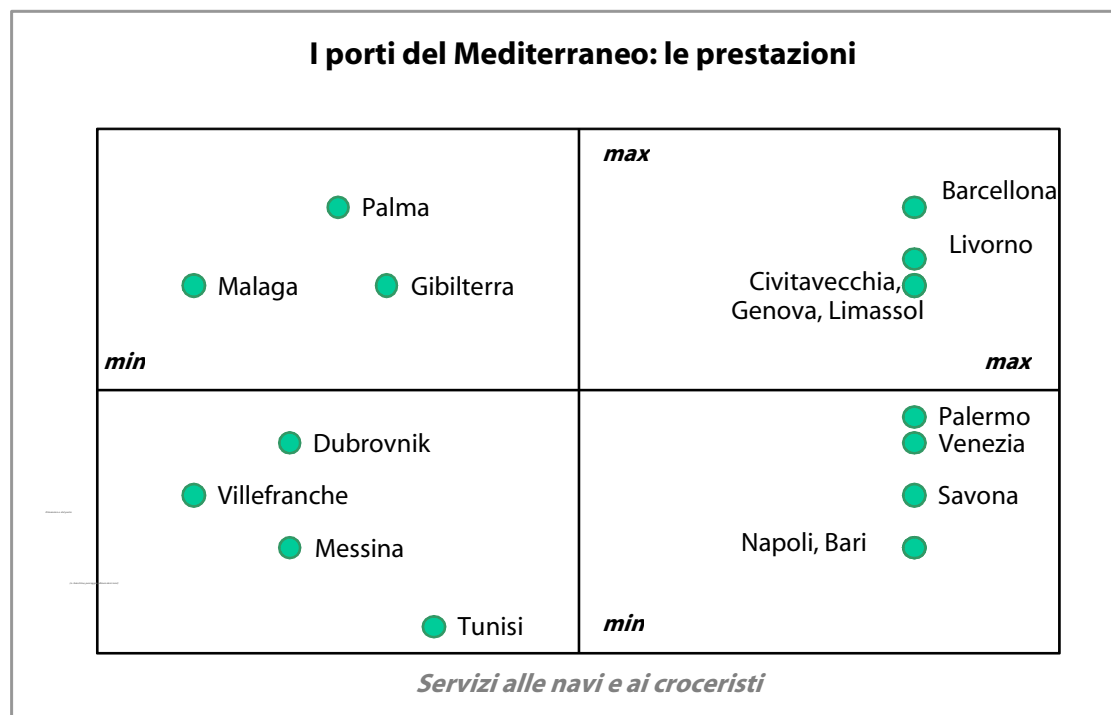 I porti del Mediterraneo: le prestazioni
max
Barcellona
Palma
Livorno
Malaga
Gibilterra
Civitavecchia,
Genova, Limassol
min
max
Palermo
Dubrovnik
Venezia
Villefranche
Savona
Messina
Napoli, Bari
Tunisi
min
Servizi alle navi e ai croceristi